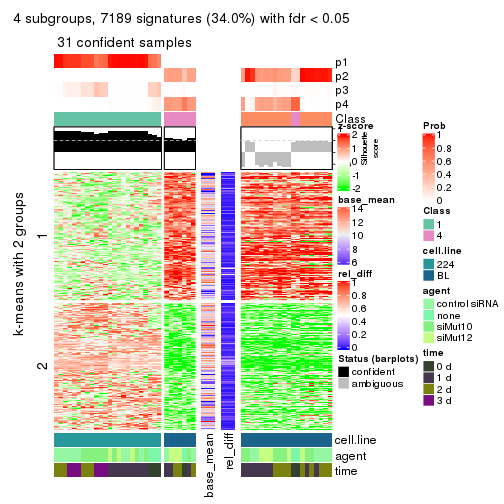 4 subgroups, 7189 signatures (34.0%) with fdr < 0.05
31 confident samples
p1
p2
p3
p4
Class
z-score
2
1
0
-1
-2
Silhouette
score
base_mean
14
12
10
8
6
rel_diff
1
0.8
0.6
0.4
0.2
0
Status (barplots)
confident
ambiguous
Prob
1
0.8
0.6
0.4
0.2
0
Class
1
4
cell.line
224
BL
agent
control siRNA
none
siMut10
siMut12
time
0 d
1 d
2 d
3 d
k-means with 2 groups
1
2
cell.line
agent
time
base_mean
rel_diff